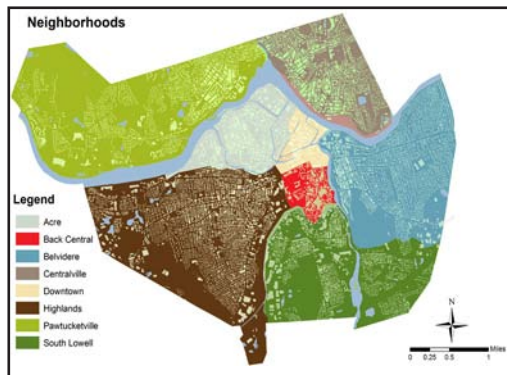 Neighborhoods
Legend
Acre
Back Central
Belvidere
Centralville
Downtown
Highlands
Pawtucketville
South Lowell
N
Miles
0 0.25 0.5 1